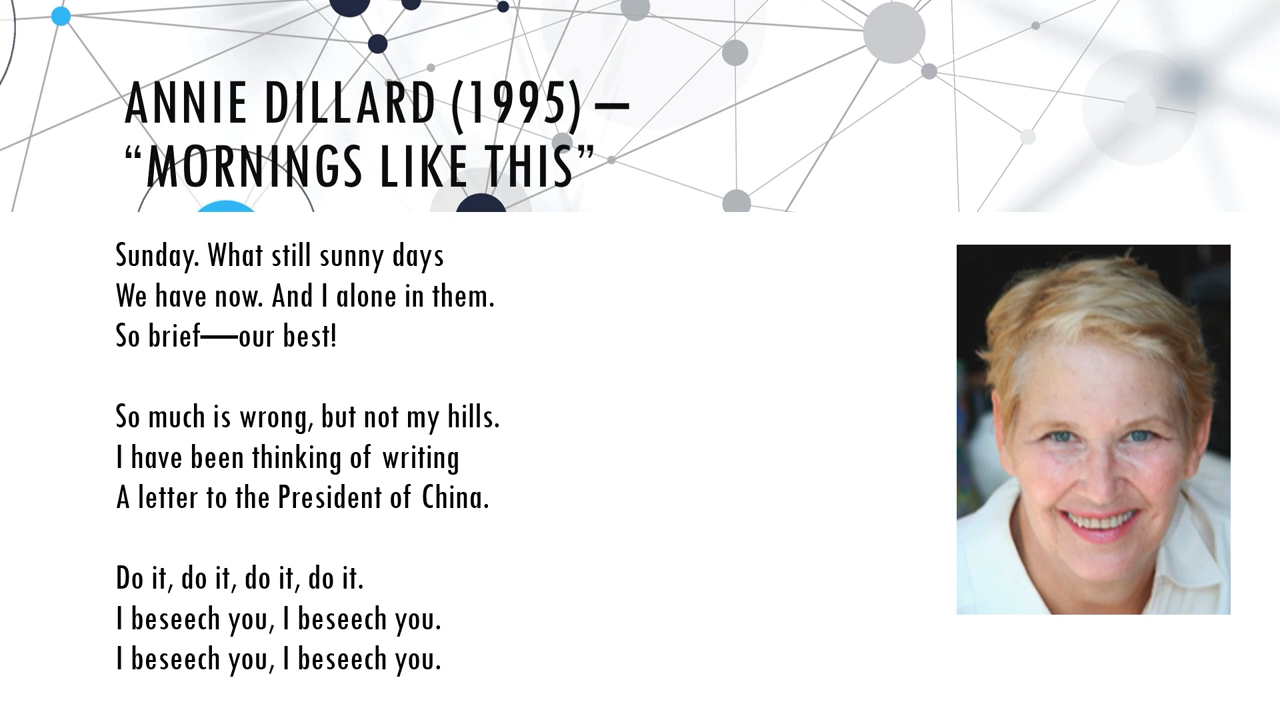 ANNIE DILLARD (1995) –
“MORNINGS LIKE THIS”
Sunday. What still sunny days
We have now. And I alone in them.
So brief—our best!
So much is wrong, but not my hills.
I have been thinking of writing
A letter to the President of China.
Do it, do it, do it, do it.
I beseech you, I beseech you.
I beseech you, I beseech you.